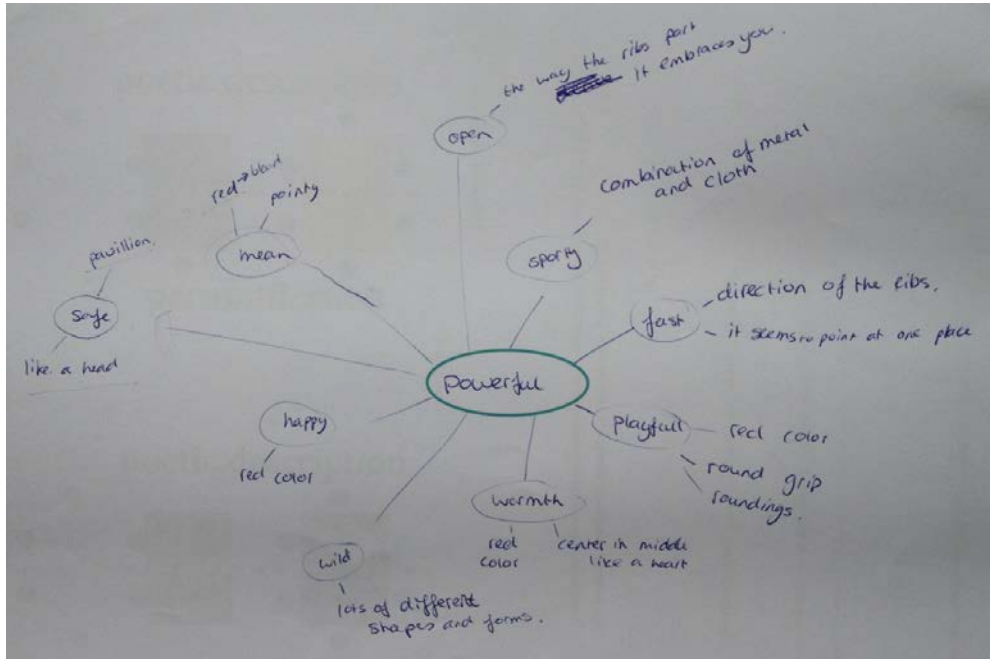 the way the ribs part
it embraces you.
open
combination of metal
and cloth
sporty
red → blood
pointy
mean
pavillion.
safe
like a head
direction of the ribs.
fast
it seems to point at one place
powerful
happy
red color
playfull
red color
round grip
roundings.
warmth
red
color
center in middle
like a heart
wild
lots of different
shapes and forms.